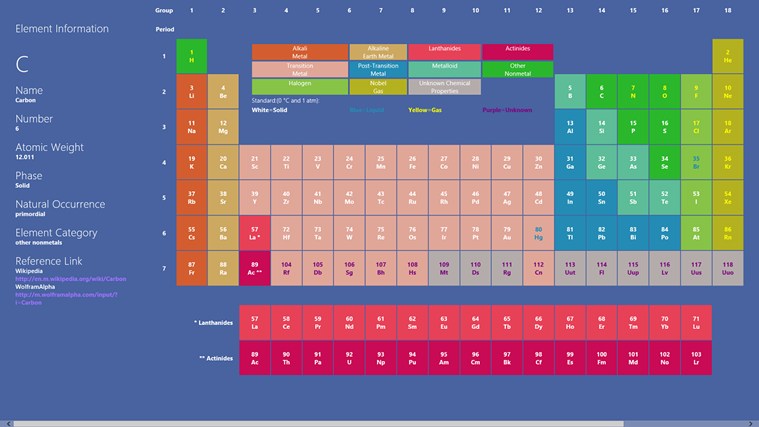 Element Information
C
Name
Carbon
Number
6
Atomic Weight
12.011
Phase
Solid
Natural Occurrence
primordial
Element Category
other nonmetals
Reference Link
Wikipedia
http://en.m.wikipedia.org/wiki/Carbon
WolframAlpha
http://m.wolframalpha.com/input/?
i=Carbon
Group 1 2 3 4 5 6 7 8 9 10 11 12 13 14 15 16 17 18
Period
Alkali Metal
Alkaline Earth Metal
Lanthanides
Actinides
Transition Metal
Post-Transition Metal
Metalloid
Other Nonmetal
Halogen
Nobel Gas
Unknown Chemical Properties
Standard (0 °C and 1 atm):
White=Solid Blue=Liquid Yellow=Gas Purple=Unknown
1 1 2
H He
2 3 4 5 6 7 8 9 10
Li Be B C N O F Ne
3 11 12 13 14 15 16 17 18
Na Mg Al Si P S Cl Ar
4 19 20 21 22 23 24 25 26 27 28 29 30 31 32 33 34 35 36
K Ca Sc Ti V Cr Mn Fe Co Ni Cu Zn Ga Ge As Se Br Kr
5 37 38 39 40 41 42 43 44 45 46 47 48 49 50 51 52 53 54
Rb Sr Y Zr Nb Mo Tc Ru Rh Pd Ag Cd In Sn Sb Te I Xe
6 55 56 57 72 73 74 75 76 77 78 79 80 81 82 83 84 85 86
Cs Ba La * Hf Ta W Re Os Ir Pt Au Hg Tl Pb Bi Po At Rn
7 87 88 89 104 105 106 107 108 109 110 111 112 113 114 115 116 117 118
Fr Ra Ac ** Rf Db Sg Bh Hs Mt Ds Rg Cn Uut Fl Uup Lv Uus Uuo
* Lanthanides 57 58 59 60 61 62 63 64 65 66 67 68 69 70 71
La Ce Pr Nd Pm Sm Eu Gd Tb Dy Ho Er Tm Yb Lu
** Actinides 89 90 91 92 93 94 95 96 97 98 99 100 101 102 103
Ac Th Pa U Np Pu Am Cm Bk Cf Es Fm Md No Lr